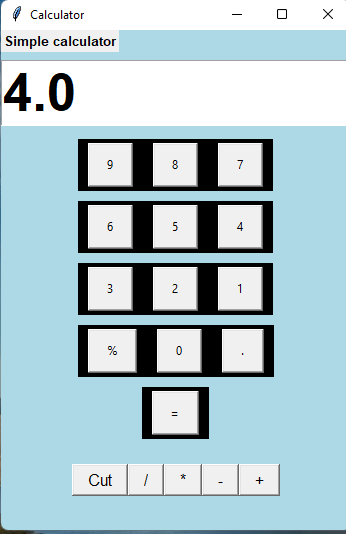 Calculator
Simple calculator
4.0
9 8 7
6 5 4
3 2 1
% 0 .
=
Cut / * - +